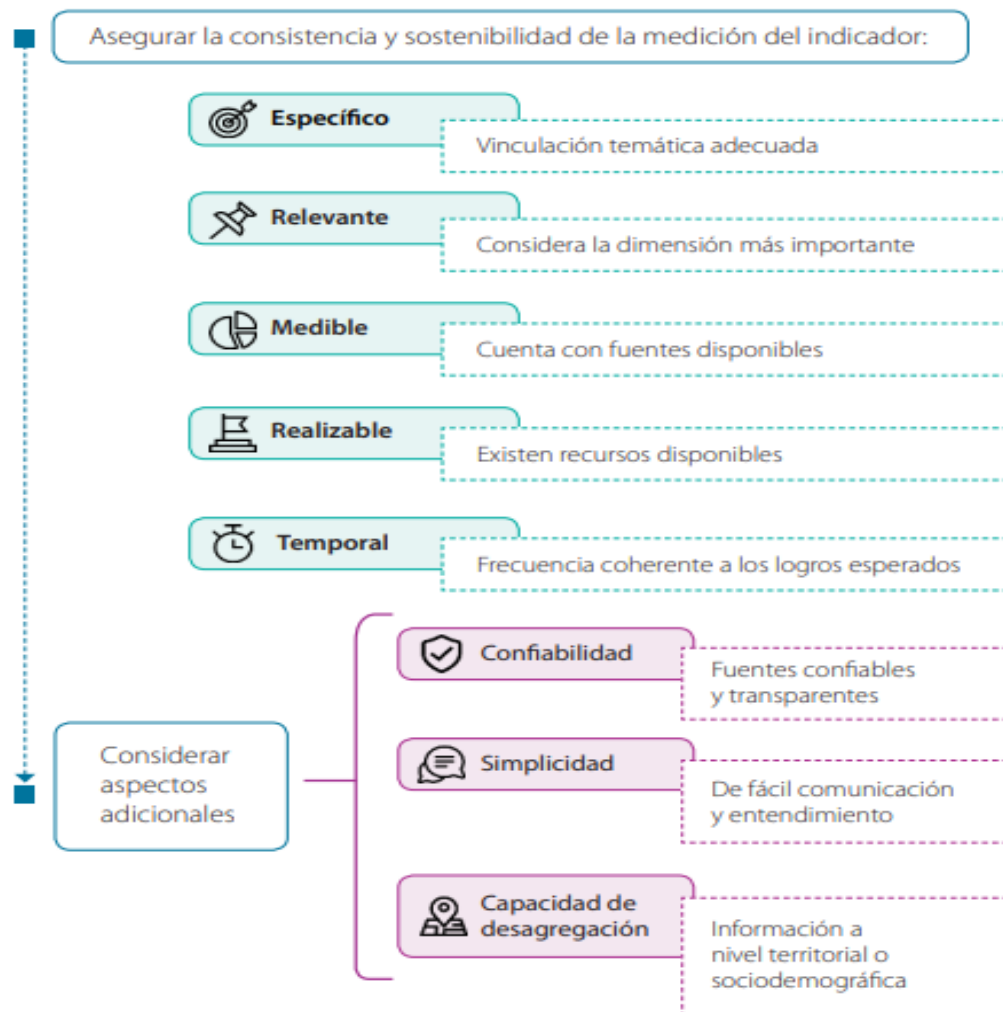 Asegurar la consistencia y sostenibilidad de la medición del indicador:
Específico
Vinculación temática adecuada
Relevante
Considera la dimensión más importante
Medible
Cuenta con fuentes disponibles
Realizable
Existen recursos disponibles
Temporal
Frecuencia coherente a los logros esperados
Considerar
aspectos
adicionales
Confiabilidad
Fuentes confiables
y transparentes
Simplicidad
De fácil comunicación
y entendimiento
Capacidad de
desagregación
Información a
nivel territorial o
sociodemográfica